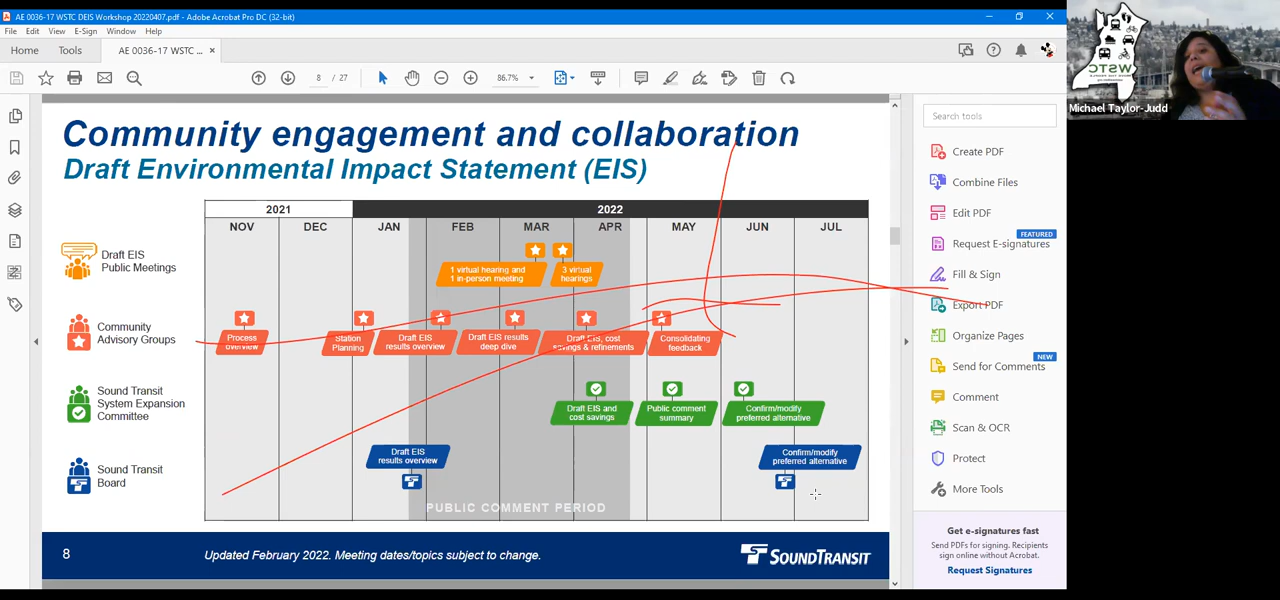 AE 0036-17 WSTC DEIS Workshop 20220407.pdf - Adobe Acrobat Pro DC (32-bit)
File Edit View E-Sign Window Help
Home Tools AE 0036-17 WSTC ... ×
8 / 27 86.7%
Community engagement and collaboration
Draft Environmental Impact Statement (EIS)
2021 2022
NOV DEC JAN FEB MAR APR MAY JUN JUL
Draft EIS
Public Meetings
1 virtual hearing and
1 in-person meeting
3 virtual
hearings
Community
Advisory Groups
Process
overview
Station
Planning
Draft EIS
results overview
Draft EIS results
deep dive
Draft EIS, cost
savings & refinements
Consolidating
feedback
Sound Transit
System Expansion
Committee
Draft EIS and
cost savings
Public comment
summary
Confirm/modify
preferred alternative
Sound Transit
Board
Draft EIS
results overview
Confirm/modify
preferred alternative
PUBLIC COMMENT PERIOD
8
Updated February 2022. Meeting dates/topics subject to change.
SOUNDTRANSIT
Search tools
Create PDF
Combine Files
Edit PDF
FEATURED
Request E-signatures
Fill & Sign
Export PDF
Organize Pages
NEW
Send for Comments
Comment
Scan & OCR
Protect
More Tools
Get e-signatures fast
Send PDFs for signing. Recipients
sign online without Acrobat.
Request Signatures
WSTC
Michael Taylor-Judd